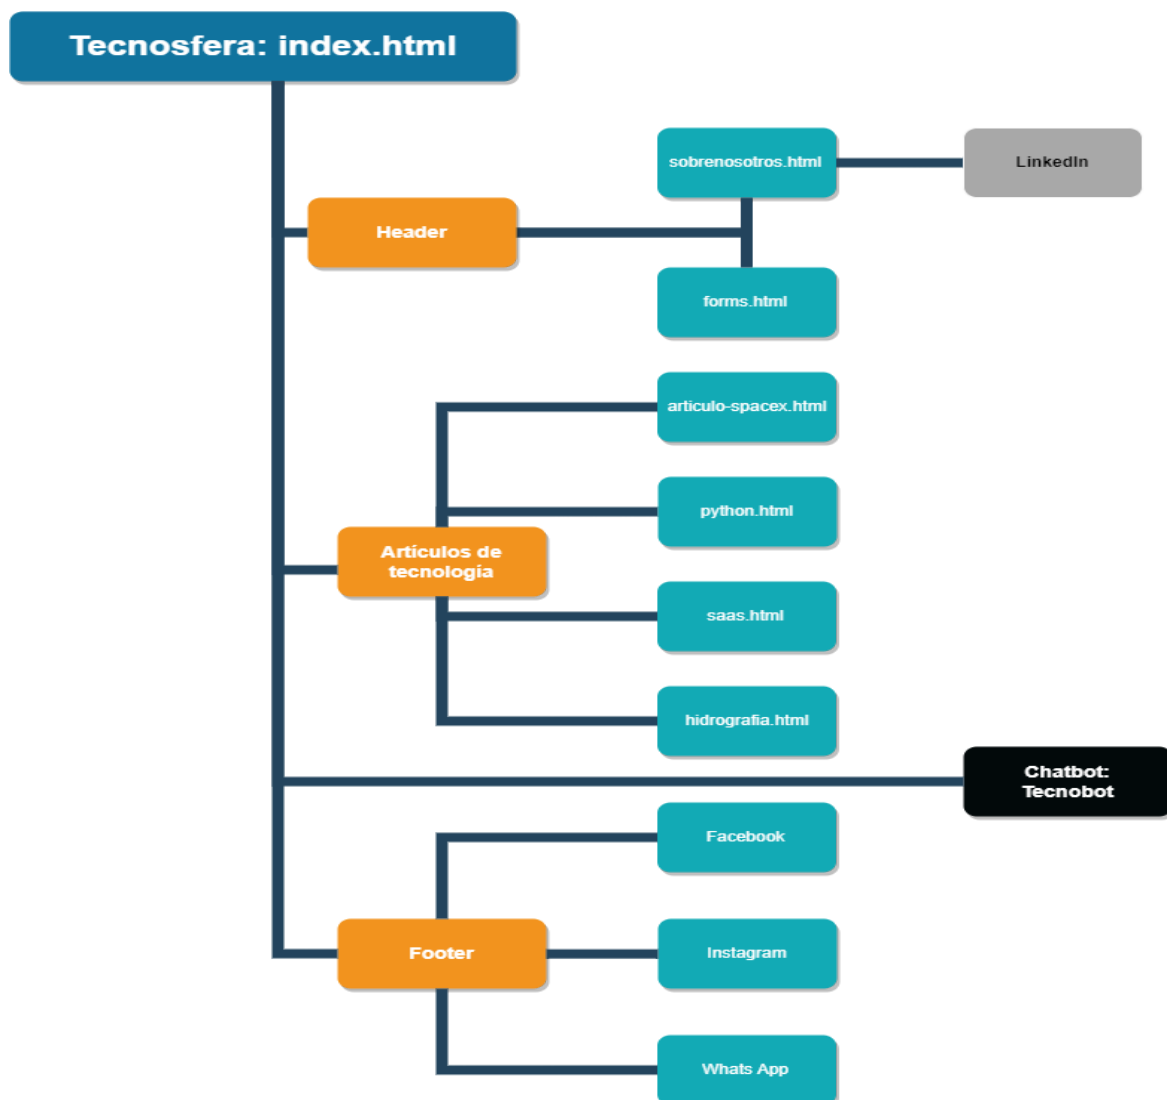 Tecnosfera: index.html
sobrenosotros.html
LinkedIn
Header
forms.html
articulo-spacex.html
python.html
Artículos de
tecnología
saas.html
hidrografia.html
Chatbot:
Tecnobot
Facebook
Footer
Instagram
Whats App